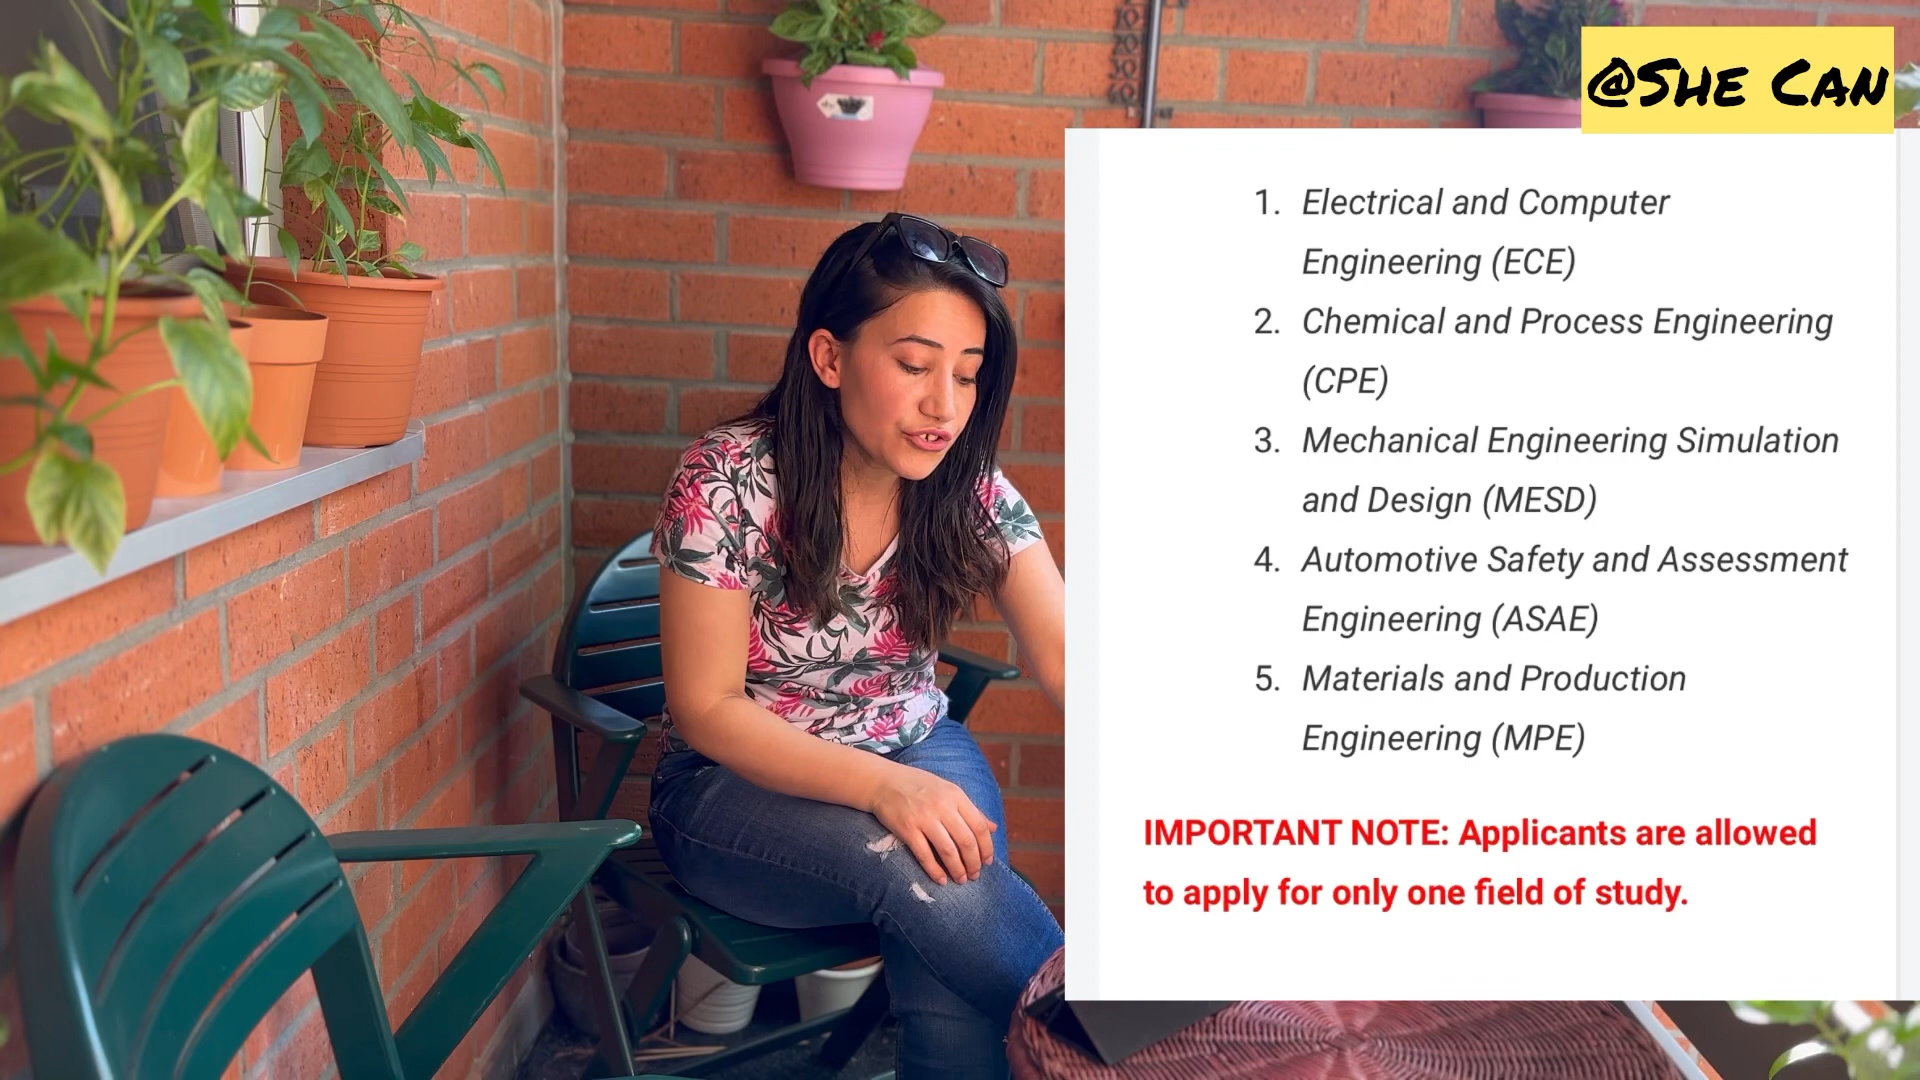 @SHE CAN
1. Electrical and Computer
Engineering (ECE)
2. Chemical and Process Engineering
(CPE)
3. Mechanical Engineering Simulation
and Design (MESD)
4. Automotive Safety and Assessment
Engineering (ASAE)
5. Materials and Production
Engineering (MPE)
IMPORTANT NOTE: Applicants are allowed
to apply for only one field of study.